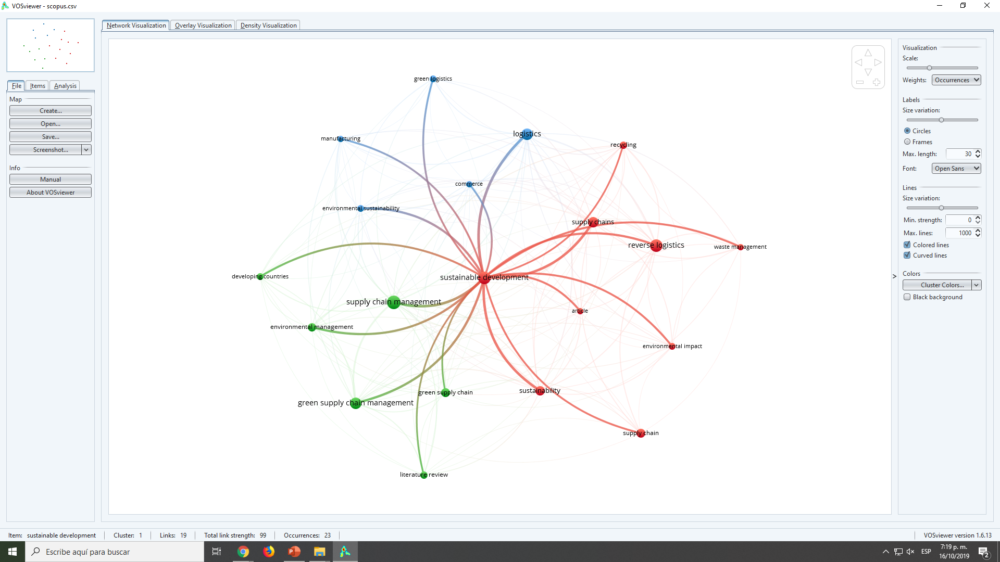 VOSviewer - scopus.csv
Network Visualization
Overlay Visualization
Density Visualization
File
Items
Analysis
Map
Create...
Open...
Save...
Screenshot...
Info
Manual
About VOSviewer
green logistics
logistics
manufacturing
recycling
commerce
environmental sustainability
supply chains
reverse logistics
waste management
developing countries
sustainable development
supply chain management
article
environmental management
environmental impact
sustainability
green supply chain
green supply chain management
supply chain
literature review
Visualization
Scale:
Weights: Occurrences
Labels
Size variation:
Circles
Frames
Max. length: 30
Font: Open Sans
Lines
Size variation:
Min. strength: 0
Max. lines: 1000
Colored lines
Curved lines
Colors
Cluster Colors...
Black background
>
Item: sustainable development Cluster: 1 Links: 19 Total link strength: 99 Occurrences: 23 VOSviewer version 1.6.13
Escribe aquí para buscar
P
ESP
7:19 p. m.
16/10/2019
2